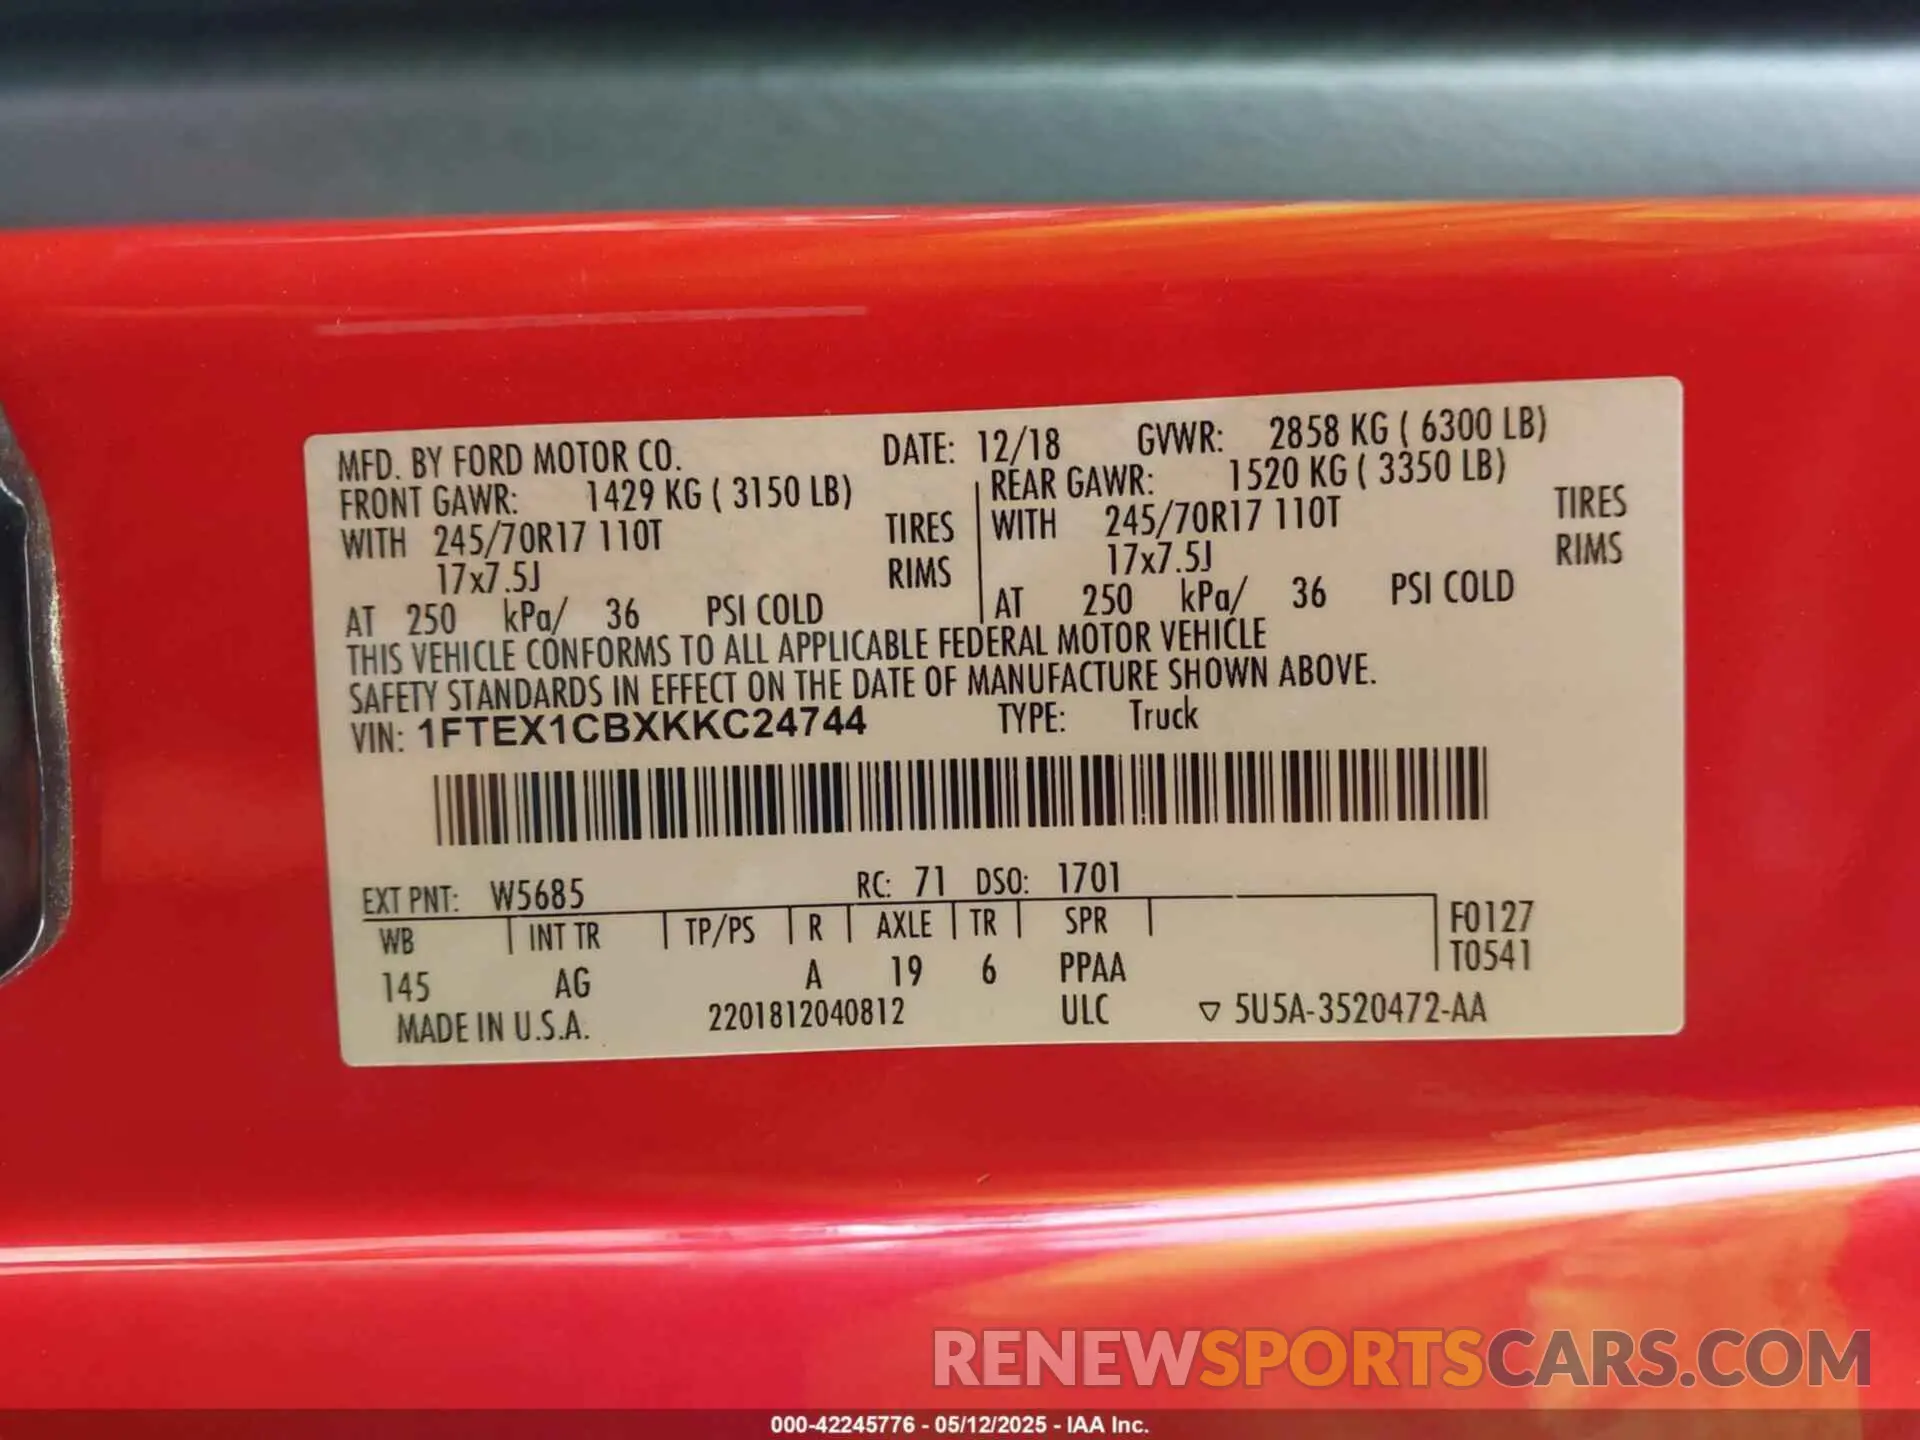 MFD. BY FORD MOTOR CO. DATE: 12/18 GVWR: 2858 KG ( 6300 LB)
FRONT GAWR: 1429 KG ( 3150 LB) REAR GAWR: 1520 KG ( 3350 LB)
WITH 245/70R17 110T TIRES WITH 245/70R17 110T TIRES
17x7.5J RIMS 17x7.5J RIMS
AT 250 kPa/ 36 PSI COLD AT 250 kPa/ 36 PSI COLD
THIS VEHICLE CONFORMS TO ALL APPLICABLE FEDERAL MOTOR VEHICLE
SAFETY STANDARDS IN EFFECT ON THE DATE OF MANUFACTURE SHOWN ABOVE.
VIN: 1FTEX1CBXKKC24744 TYPE: Truck
EXT PNT: W5685 RC: 71 DSO: 1701
WB INT TR TP/PS R AXLE TR SPR F0127
T0541
145 AG A 19 6 PPAA
MADE IN U.S.A. 2201812040812 ULC ▽ 5U5A-3520472-AA
RENEWSPORTSCARS.COM
000-42245776 - 05/12/2025 - IAA Inc.